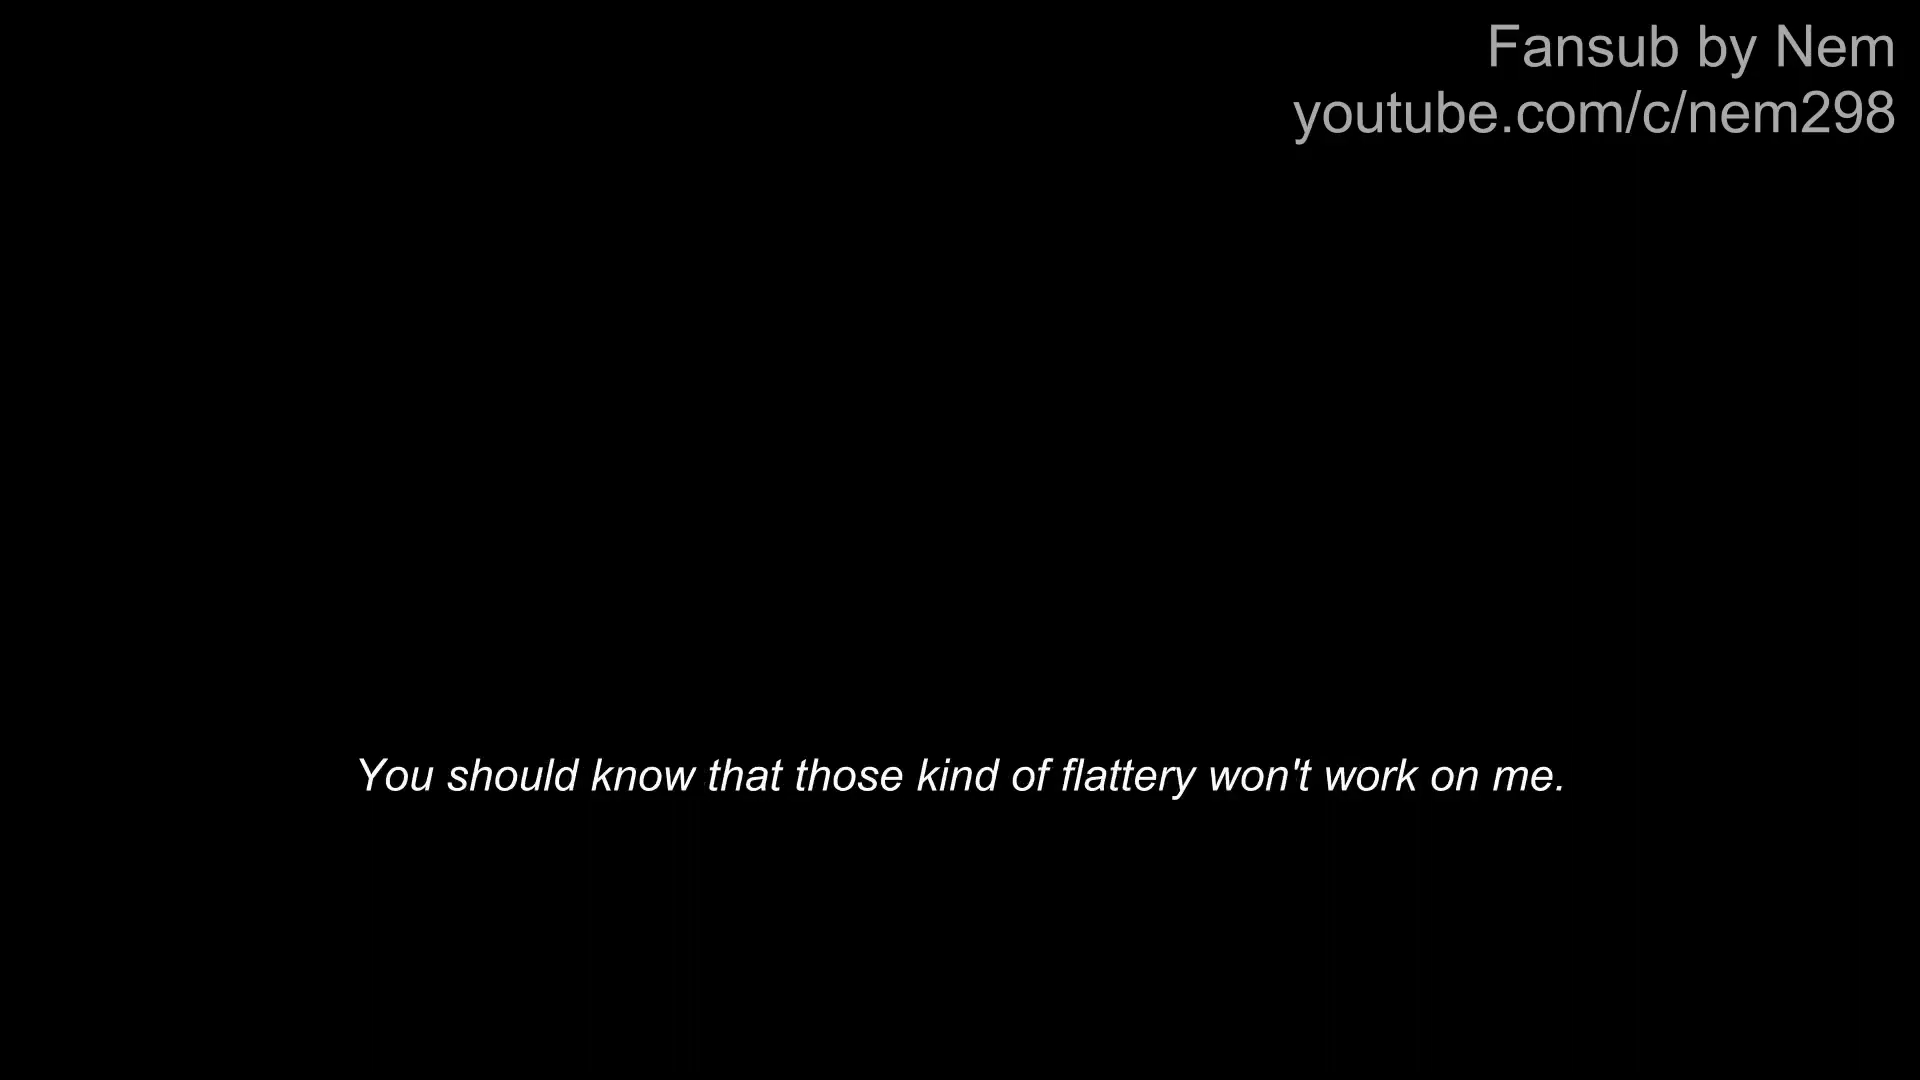 Fansub by Nem
youtube.com/c/nem298
You should know that those kind of flattery won't work on me.